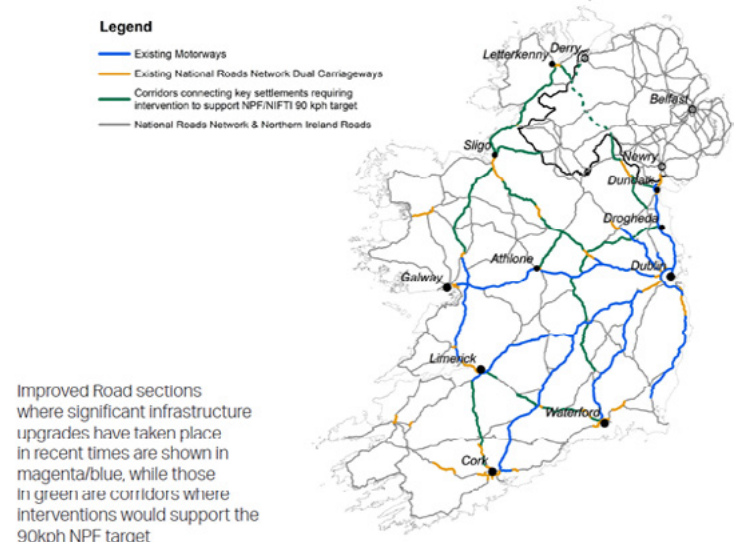 Legend
Existing Motorways
Existing National Roads Network Dual Carriageways
Corridors connecting key settlements requiring
intervention to support NPF/NIFTI 90 kph target
National Roads Network & Northern Ireland Roads
Letterkenny
Derry
Belfast
Sligo
Newry
Dundalk
Drogheda
Athlone
Dublin
Galway
Limerick
Waterford
Cork
Improved Road sections
where significant infrastructure
upgrades have taken place
in recent times are shown in
magenta/blue, while those
in green are corridors where
interventions would support the
90kph NPF target